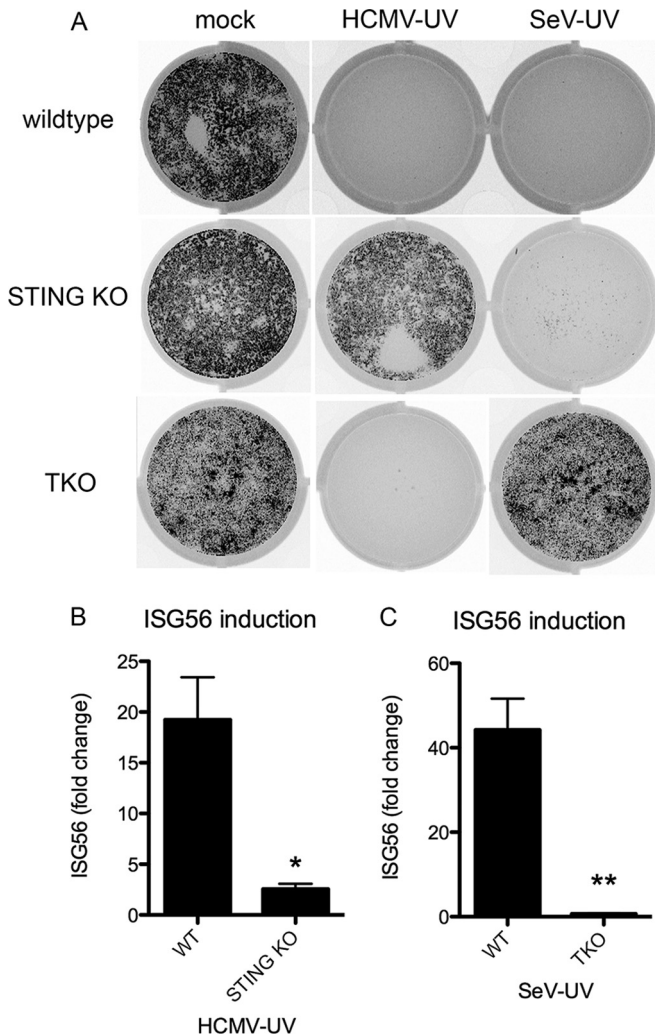 A
mock HCMV-UV SeV-UV
wildtype
STING KO
TKO
B ISG56 induction
ISG56 (fold change)
25
20
15
10
5
0
*
WT STING KO
HCMV-UV
C ISG56 induction
ISG56 (fold change)
60
40
20
0
**
WT TKO
SeV-UV